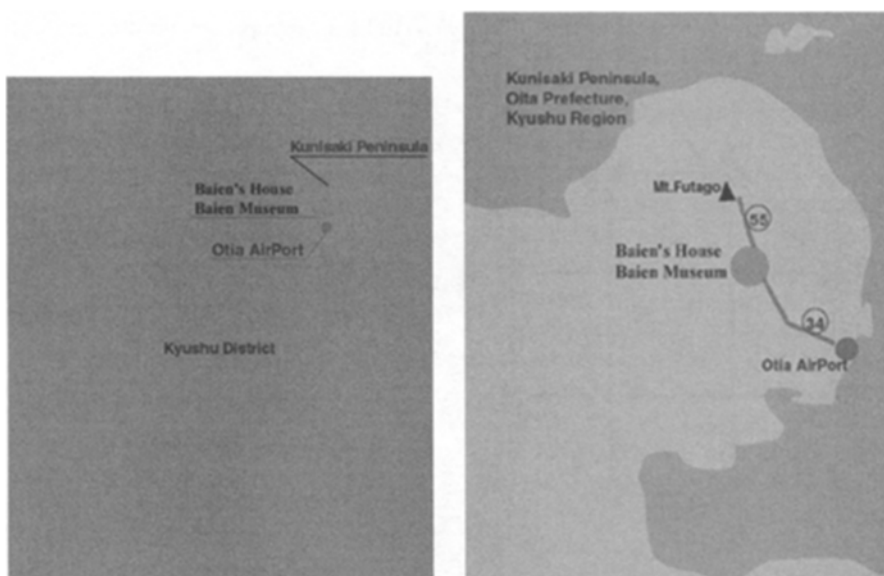 Kunisaki Peninsula
Baien's House
Baien Museum
Otia AirPort
Kyushu District
Kunisaki Peninsula,
Oita Prefecture,
Kyushu Region
Mt.Futago
55
Baien's House
Baien Museum
34
Otia AirPort